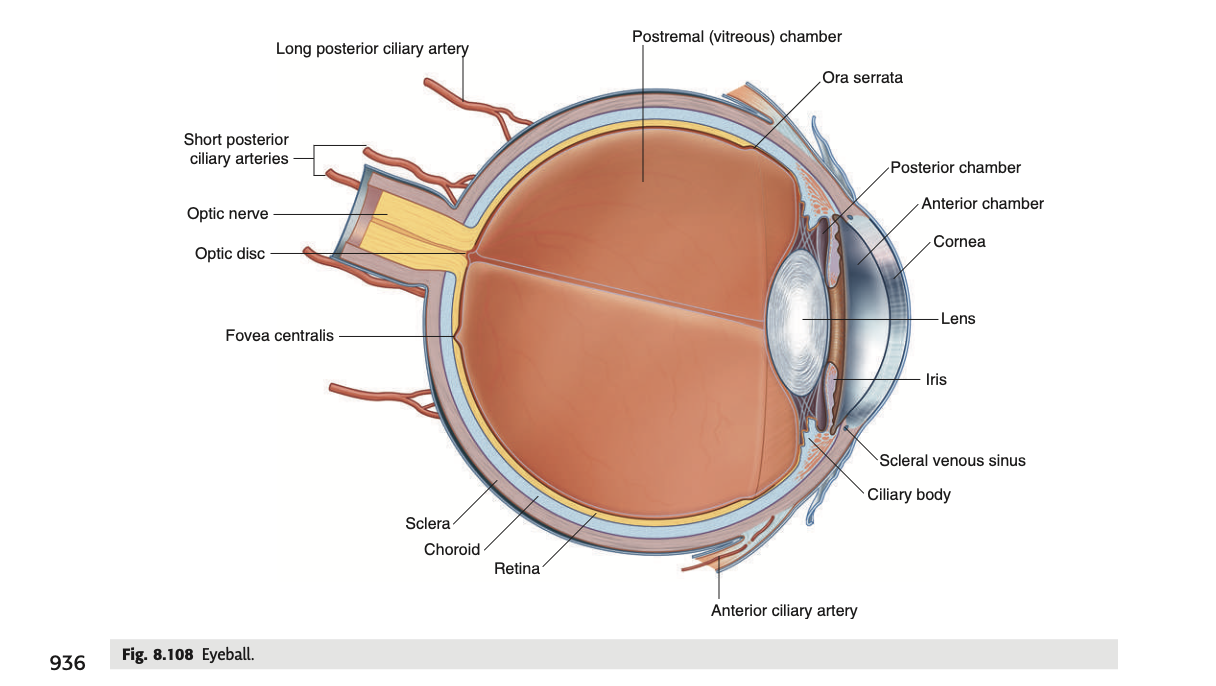 Postremal (vitreous) chamber
Long posterior ciliary artery
Ora serrata
Short posterior
ciliary arteries
Posterior chamber
Anterior chamber
Optic nerve
Cornea
Optic disc
Lens
Fovea centralis
Iris
Scleral venous sinus
Ciliary body
Sclera
Choroid
Retina
Anterior ciliary artery
936
Fig. 8.108 Eyeball.